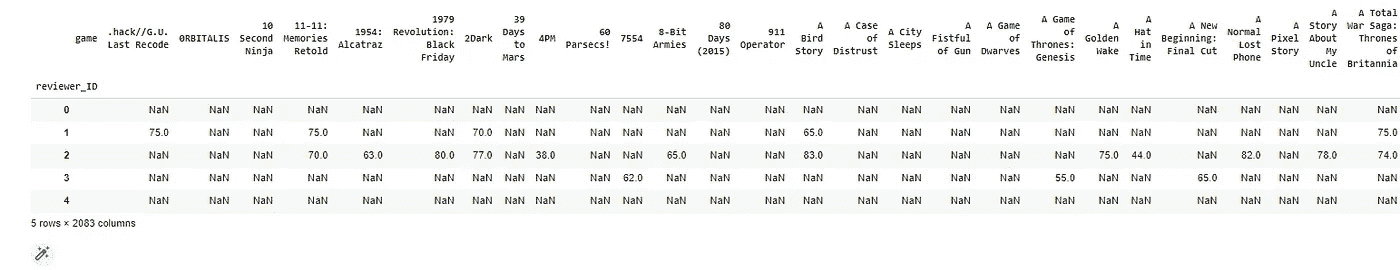 game .hack//G.U. Last Recode 0RBITALIS 10 Second Ninja 11-11: Memories Retold 1954: Alcatraz 1979 Revolution: Black Friday 2Dark 39 Days to Mars 4PM 60 Parsecs! 7554 8-Bit Armies 80 Days (2015) 911 Operator A Bird Story A Case of Distrust A City Sleeps A Fistful of Gun A Game of Dwarves A Game of Thrones: Genesis A Golden Wake A Hat in Time A New Beginning: Final Cut A Normal Lost Phone A Pixel Story A Story About My Uncle A Total War Saga: Thrones of Britannia
reviewer_ID
0 NaN NaN NaN NaN NaN NaN NaN NaN NaN NaN NaN NaN NaN NaN NaN NaN NaN NaN NaN NaN NaN NaN NaN NaN NaN NaN NaN
1 75.0 NaN NaN 75.0 NaN NaN 70.0 NaN NaN NaN NaN NaN NaN NaN 65.0 NaN NaN NaN NaN NaN NaN NaN NaN NaN NaN NaN 75.0
2 NaN NaN NaN 70.0 63.0 80.0 77.0 NaN 38.0 NaN NaN 65.0 NaN NaN 83.0 NaN NaN NaN NaN NaN 75.0 44.0 NaN 82.0 NaN 78.0 74.0
3 NaN NaN NaN NaN NaN NaN NaN NaN NaN NaN 62.0 NaN NaN NaN NaN NaN NaN NaN NaN 55.0 NaN NaN 65.0 NaN NaN NaN NaN
4 NaN NaN NaN NaN NaN NaN NaN NaN NaN NaN NaN NaN NaN NaN NaN NaN NaN NaN NaN NaN NaN NaN NaN NaN NaN NaN NaN
5 rows × 2083 columns